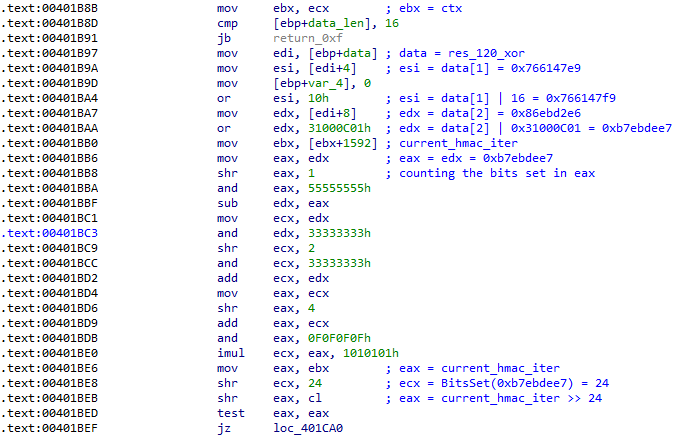 .text:00401B8B mov ebx, ecx ; ebx = ctx
.text:00401B8D cmp [ebp+data_len], 16
.text:00401B91 jb return_0xf
.text:00401B97 mov edi, [ebp+data] ; data = res_120_xor
.text:00401B9A mov esi, [edi+4] ; esi = data[1] = 0x766147e9
.text:00401B9D mov [ebp+var_4], 0
.text:00401BA4 or esi, 10h ; esi = data[1] | 16 = 0x766147f9
.text:00401BA7 mov edx, [edi+8] ; edx = data[2] = 0x86ebd2e6
.text:00401BAA or edx, 31000C01h ; edx = data[2] | 0x31000C01 = 0xb7ebdee7
.text:00401BB0 mov ebx, [ebx+1592] ; current_hmac_iter
.text:00401BB6 mov eax, edx ; eax = edx = 0xb7ebdee7
.text:00401BB8 shr eax, 1 ; counting the bits set in eax
.text:00401BBA and eax, 55555555h
.text:00401BBF sub edx, eax
.text:00401BC1 mov ecx, edx
.text:00401BC3 and edx, 33333333h
.text:00401BC9 shr ecx, 2
.text:00401BCC and ecx, 33333333h
.text:00401BD2 add ecx, edx
.text:00401BD4 mov eax, ecx
.text:00401BD6 shr eax, 4
.text:00401BD9 add eax, ecx
.text:00401BDB and eax, 0F0F0F0Fh
.text:00401BE0 imul ecx, eax, 1010101h
.text:00401BE6 mov eax, ebx ; eax = current_hmac_iter
.text:00401BE8 shr ecx, 24 ; ecx = BitsSet(0xb7ebdee7) = 24
.text:00401BEB shr eax, cl ; eax = current_hmac_iter >> 24
.text:00401BED test eax, eax
.text:00401BEF jz loc_401CA0